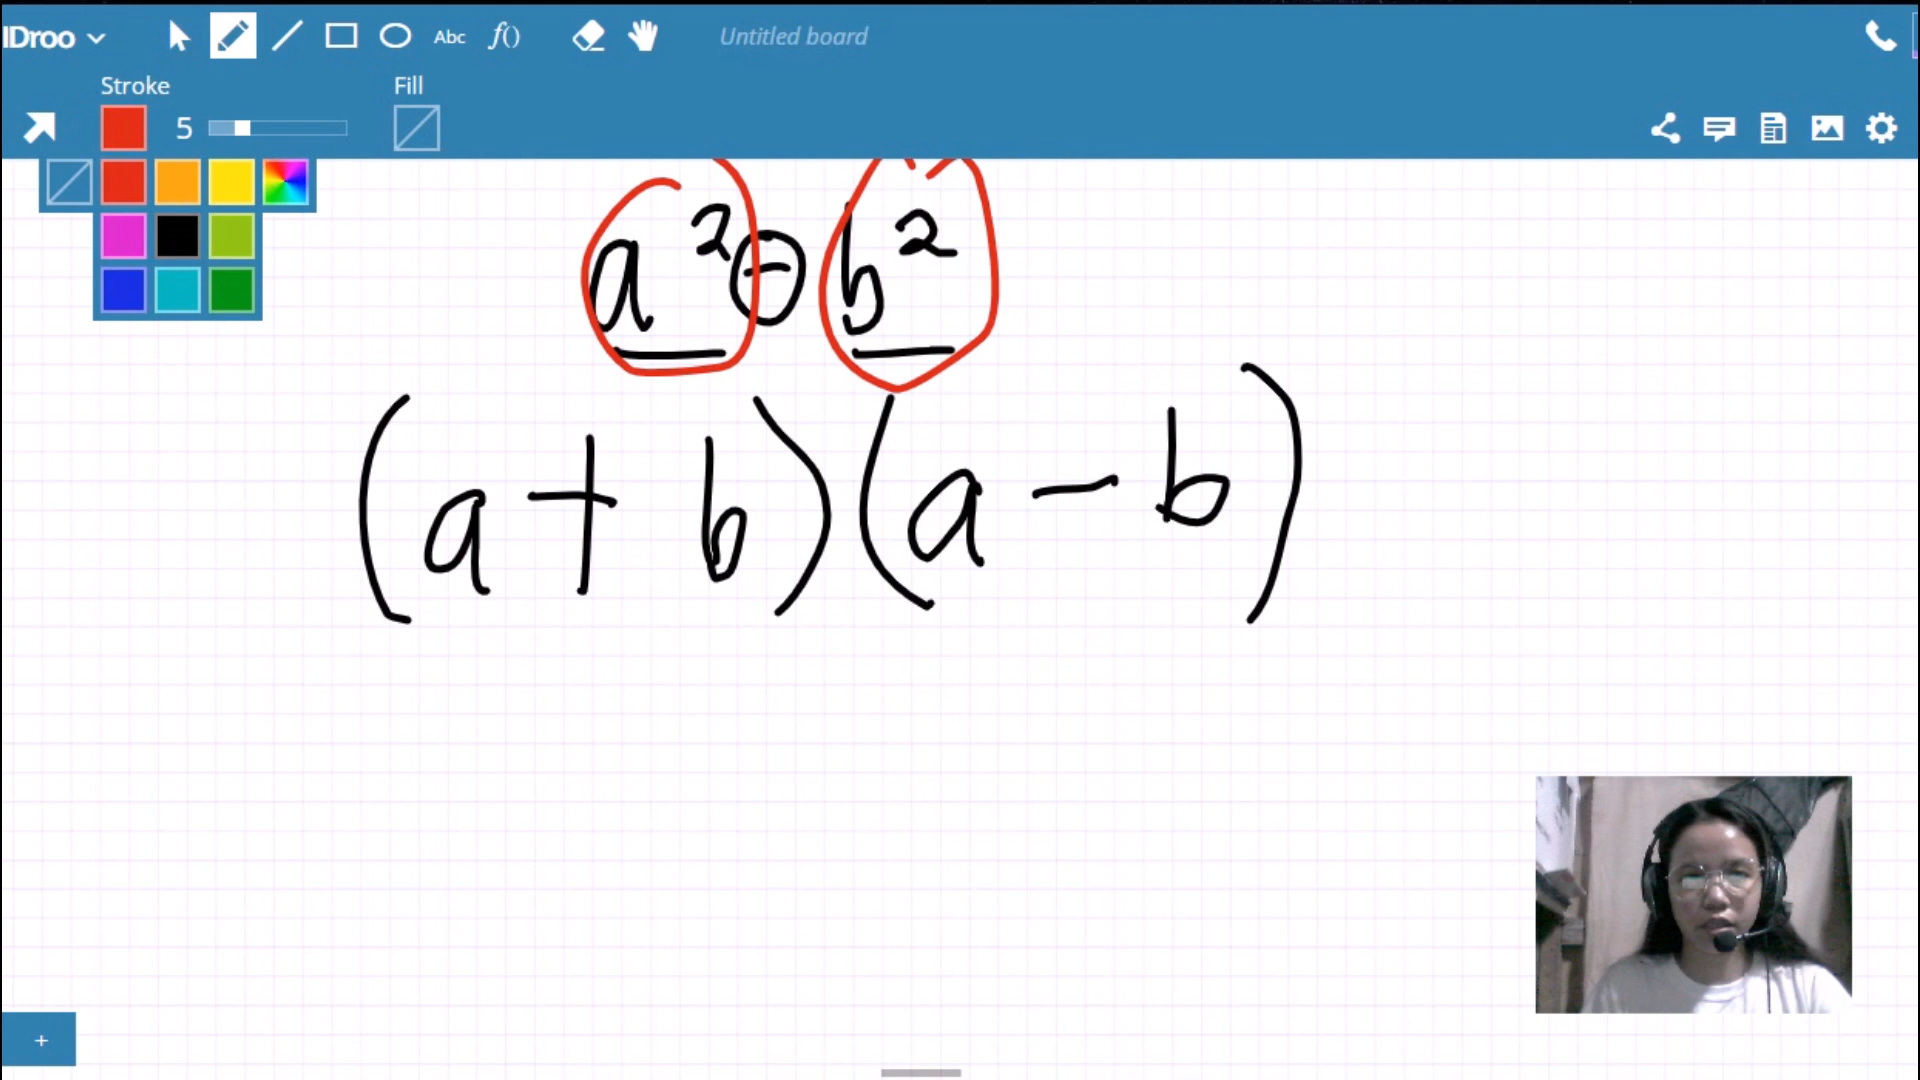 IDroo Abc f() Untitled board
Stroke Fill
5
a² - b²
(a + b)(a - b)
+